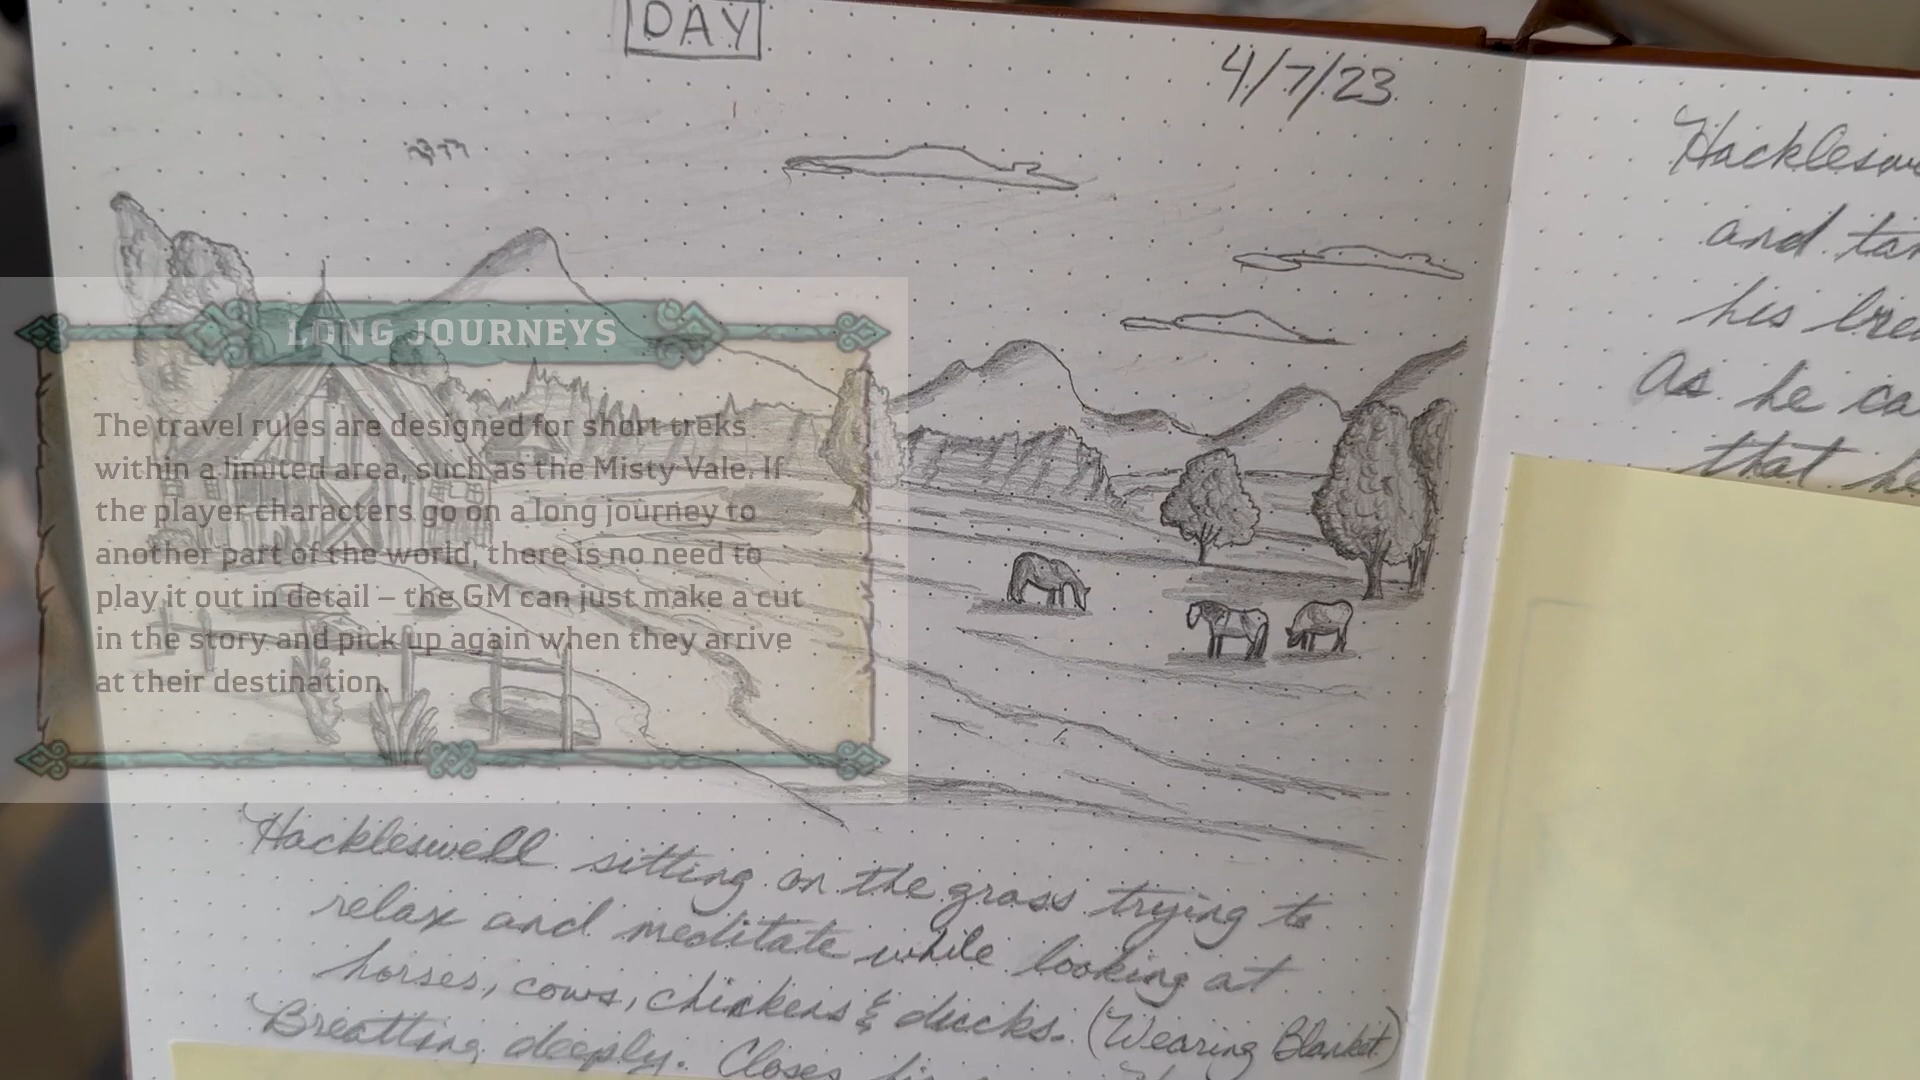 DAY
4/7/23
LONG JOURNEYS
The travel rules are designed for short treks
within a limited area, such as the Misty Vale. If
the player characters go on a long journey to
another part of the world, there is no need to
play it out in detail – the GM can just make a cut
in the story and pick up again when they arrive
at their destination.
Hackleswell sitting on the grass trying to
relax and meditate while looking at
horses, cows, chickens & ducks. (Wearing Blanket)
Breatting deeply. Closes his
and
his
As he
that he